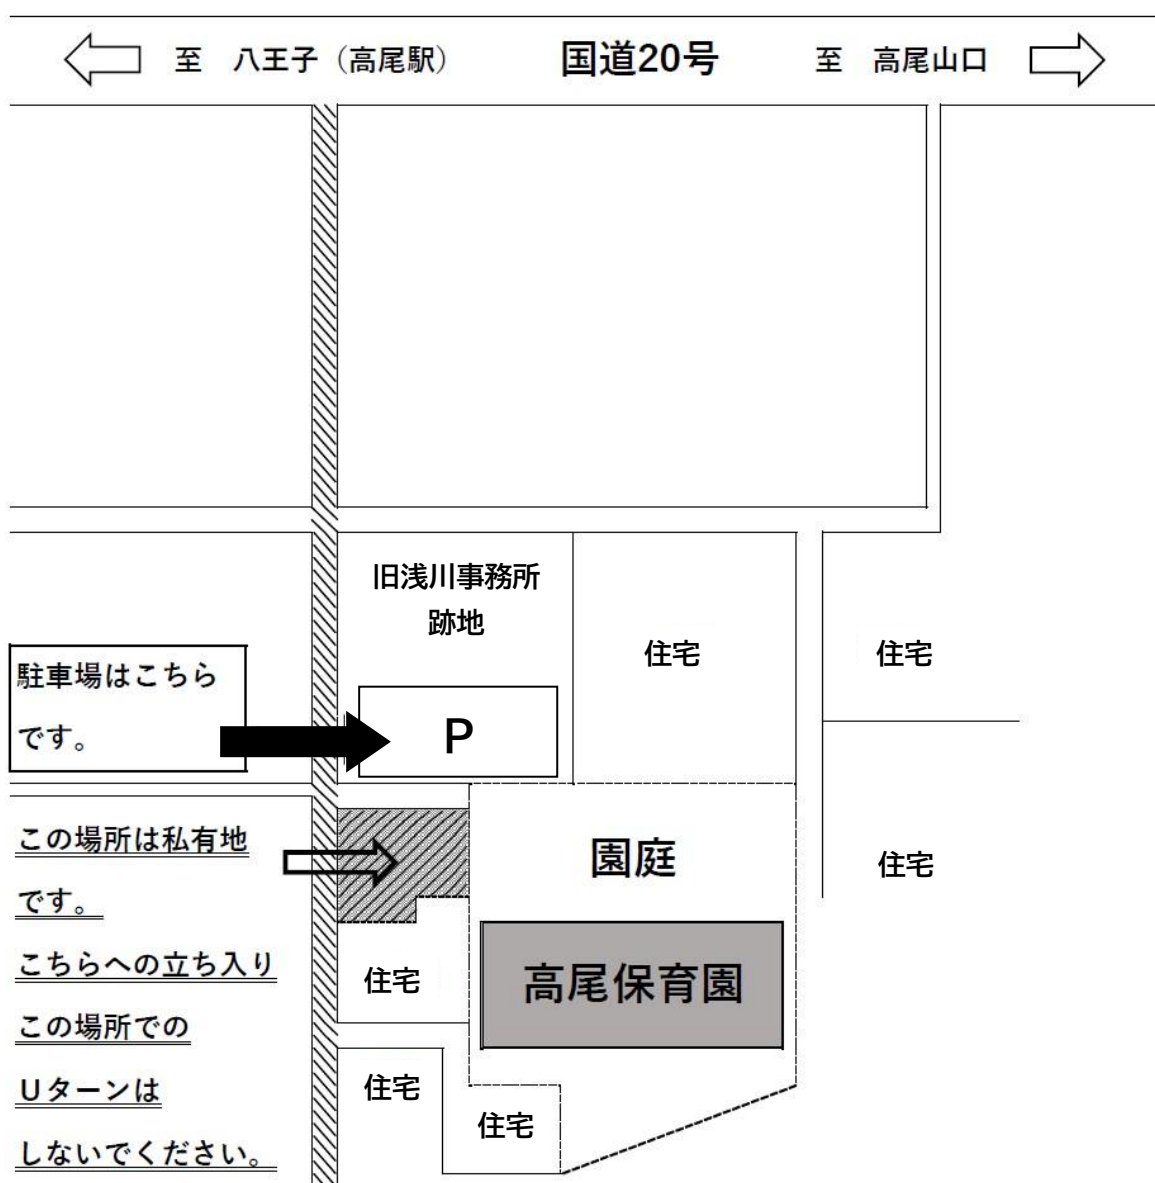 至 八王子（高尾駅） 国道20号 至 高尾山口
旧浅川事務所
跡地
住宅
住宅
駐車場はこちら
です。
P
この場所は私有地
です。
こちらへの立ち入り
この場所での
Uターンは
しないでください。
園庭
住宅
住宅
高尾保育園
住宅
住宅